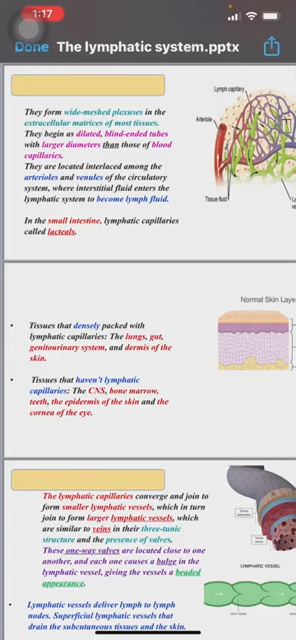 1:17
Done The lymphatic system.pptx
They form wide-meshed plexuses in the
extracellular matrices of most tissues.
They begin as dilated, blind-ended tubes
with larger diameters than those of blood
capillaries.
They are located interlaced among the
arterioles and venules of the circulatory
system, where interstitial fluid enters the
lymphatic system to become lymph fluid.
In the small intestine, lymphatic capillaries
called lacteals.
Lymph capillary
Arteriole
Tissue fluid
• Tissues that densely packed with
lymphatic capillaries: The lungs, gut,
genitourinary system, and dermis of the
skin.
• Tissues that haven't lymphatic
capillaries: The CNS, bone marrow,
teeth, the epidermis of the skin and the
cornea of the eye.
Normal Skin Laye
The lymphatic capillaries converge and join to
form smaller lymphatic vessels, which in turn
join to form larger lymphatic vessels, which
are similar to veins in their three-tunic
structure and the presence of valves.
These one-way valves are located close to one
another, and each one causes a bulge in the
lymphatic vessel, giving the vessels a beaded
appearance.
• Lymphatic vessels deliver lymph to lymph
nodes. Superficial lymphatic vessels that
drain the subcutaneous tissues and the skin.
LYMPHATIC VESSEL